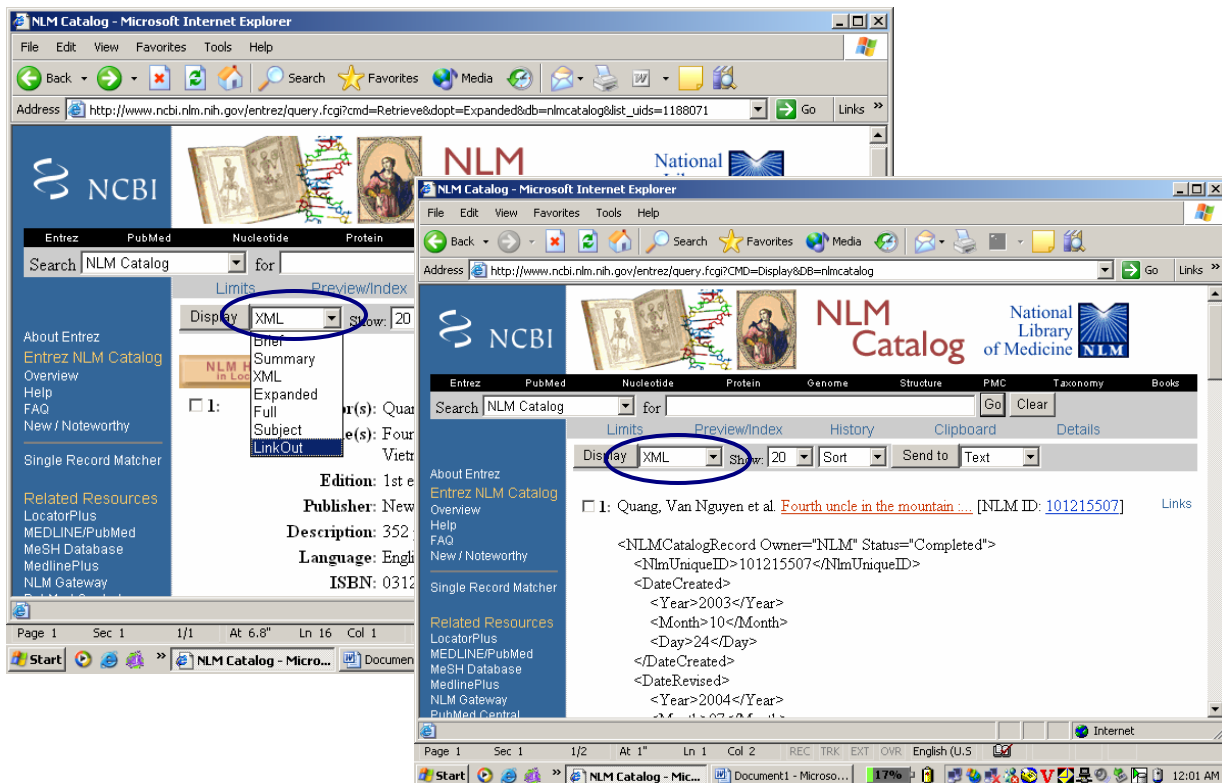 NLM Catalog - Microsoft Internet Explorer
File Edit View Favorites Tools Help
Back Search Favorites Media
Address http://www.ncbi.nlm.nih.gov/entrez/query.fcgi?cmd=Retrieve&dopt=Expanded&db=nlmcatalog&list_uids=1188071 Go Links »
NCBI
NLM
National
Entrez PubMed Nucleotide Protein
Search NLM Catalog for
Limits Preview/Index
Display XML Show: 20
Brief
Summary
XML
Expanded
Full
Subject
LinkOut
About Entrez
Entrez NLM Catalog
Overview
Help
FAQ
New / Noteworthy
Single Record Matcher
Related Resources
LocatorPlus
MEDLINE/PubMed
MeSH Database
MedlinePlus
NLM Gateway
NLM H
in Loc
1: or(s): Quan
e(s): Four
Vietn
Edition: 1st e
Publisher: New
Description: 352
Language: Engli
ISBN: 0312
Page 1 Sec 1 1/1 At 6.8" Ln 16 Col 1
Start » NLM Catalog - Micro... Documen
NLM Catalog - Microsoft Internet Explorer
File Edit View Favorites Tools Help
Back Search Favorites Media
Address http://www.ncbi.nlm.nih.gov/entrez/query.fcgi?CMD=Display&DB=nlmcatalog Go Links »
NCBI
NLM
Catalog
National
Library
of Medicine NLM
Entrez PubMed Nucleotide Protein Genome Structure PMC Taxonomy Books
Search NLM Catalog for Go Clear
Limits Preview/Index History Clipboard Details
Display XML Show: 20 Sort Send to Text
About Entrez
Entrez NLM Catalog
Overview
Help
FAQ
New / Noteworthy
Single Record Matcher
Related Resources
LocatorPlus
MEDLINE/PubMed
MeSH Database
MedlinePlus
NLM Gateway
PubMed Central
1: Quang, Van Nguyen et al. Fourth uncle in the mountain :... [NLM ID: 101215507] Links
<NLMCatalogRecord Owner="NLM" Status="Completed">
<NlmUniqueID>101215507</NlmUniqueID>
<DateCreated>
<Year>2003</Year>
<Month>10</Month>
<Day>24</Day>
</DateCreated>
<DateRevised>
<Year>2004</Year>
<Month>07</Month>
Internet
Page 1 Sec 1 1/2 At 1" Ln 1 Col 2 REC TRK EXT OVR English (U.S
Start » NLM Catalog - Mic... Document1 - Microso... 17% 12:01 AM